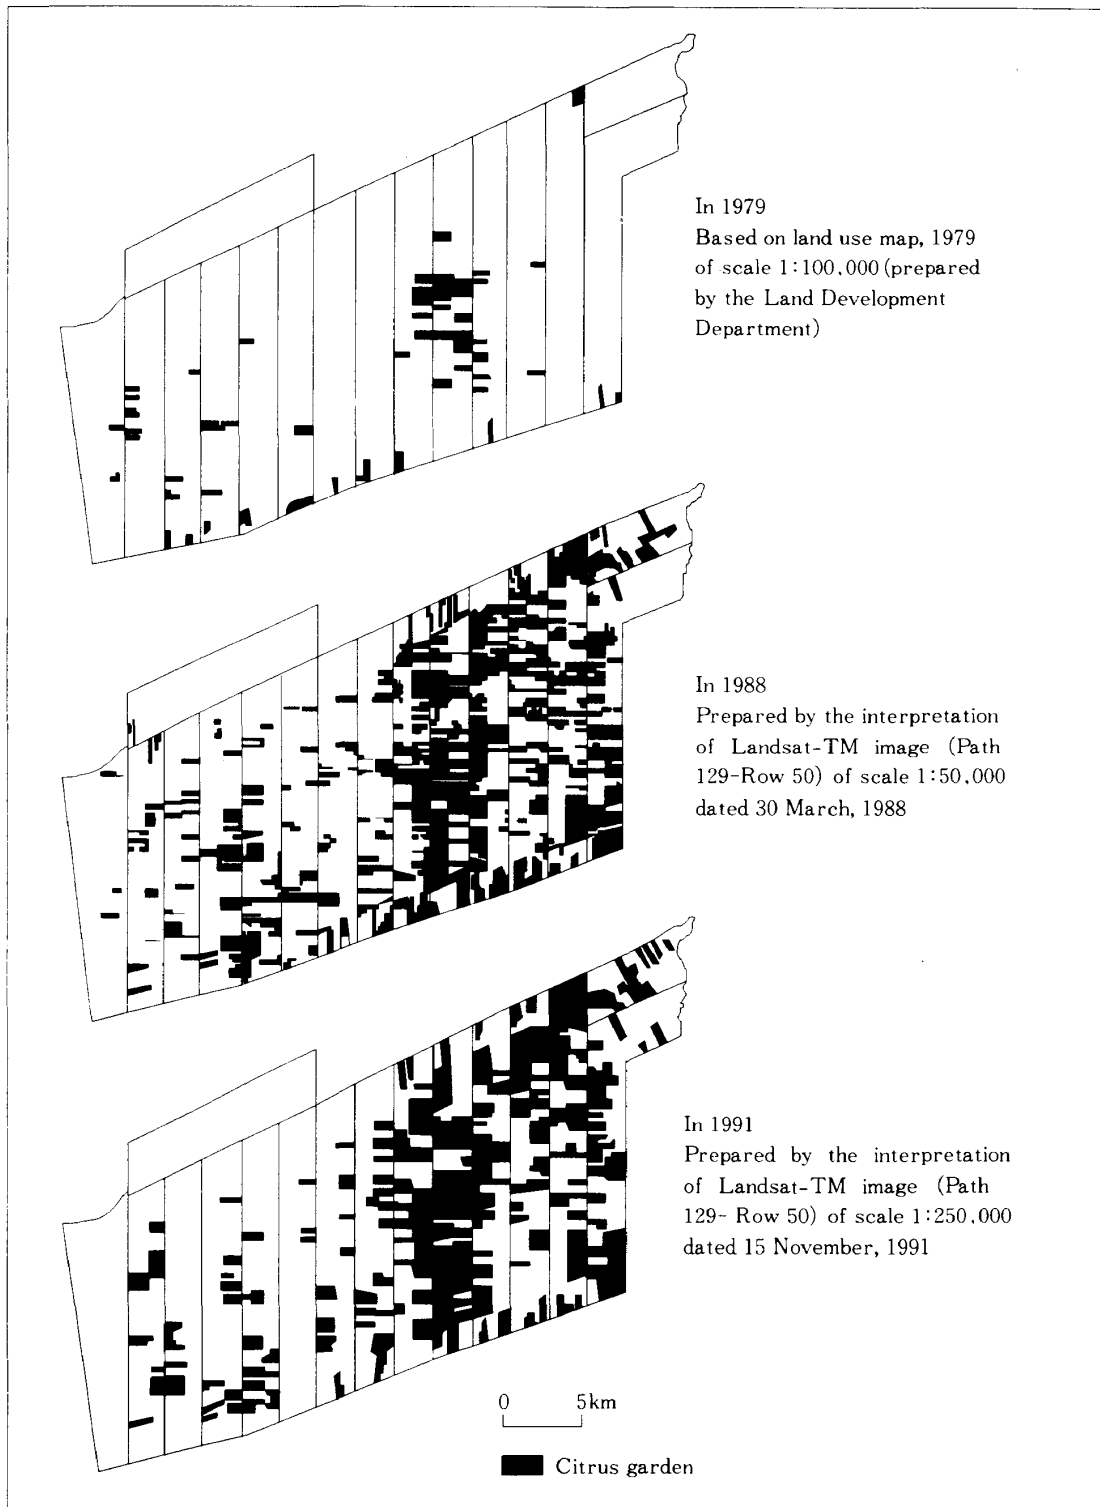 In 1979
Based on land use map, 1979
of scale 1:100,000 (prepared
by the Land Development
Department)
In 1988
Prepared by the interpretation
of Landsat-TM image (Path
129-Row 50) of scale 1:50,000
dated 30 March, 1988
In 1991
Prepared by the interpretation
of Landsat-TM image (Path
129- Row 50) of scale 1:250,000
dated 15 November, 1991
0 5km
Citrus garden